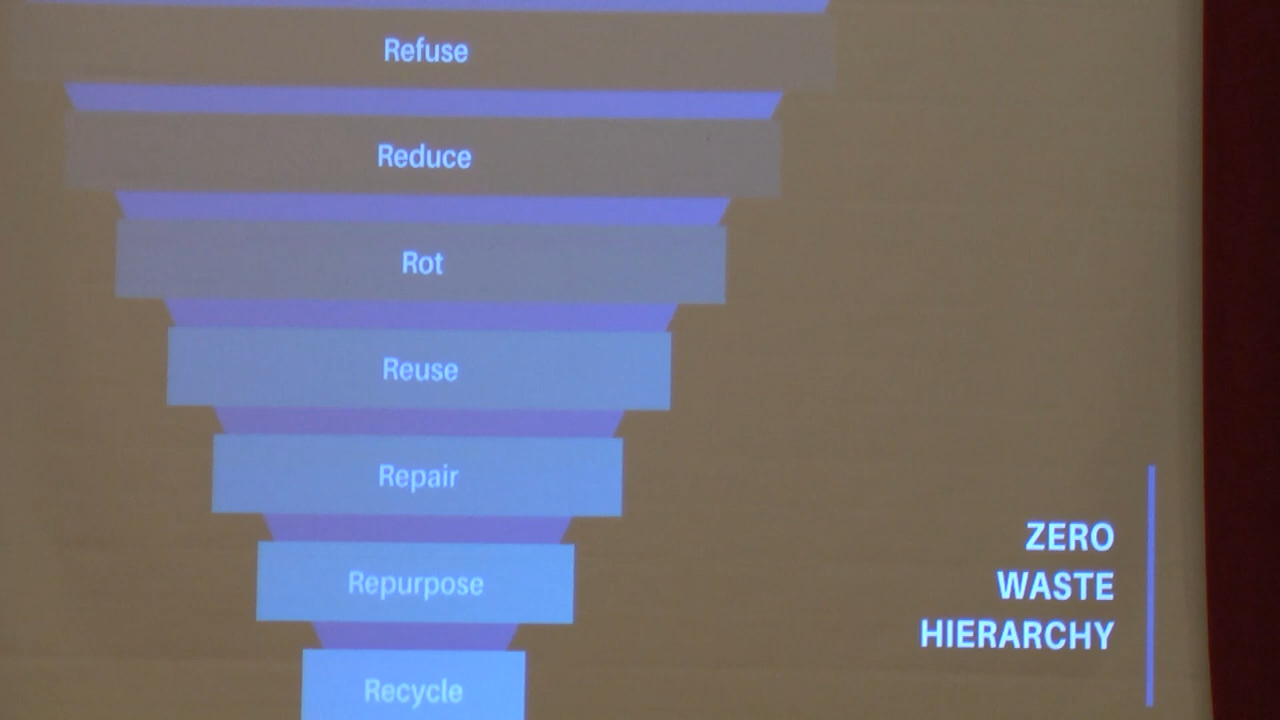 Refuse
Reduce
Rot
Reuse
Repair
Repurpose
Recycle
ZERO
WASTE
HIERARCHY